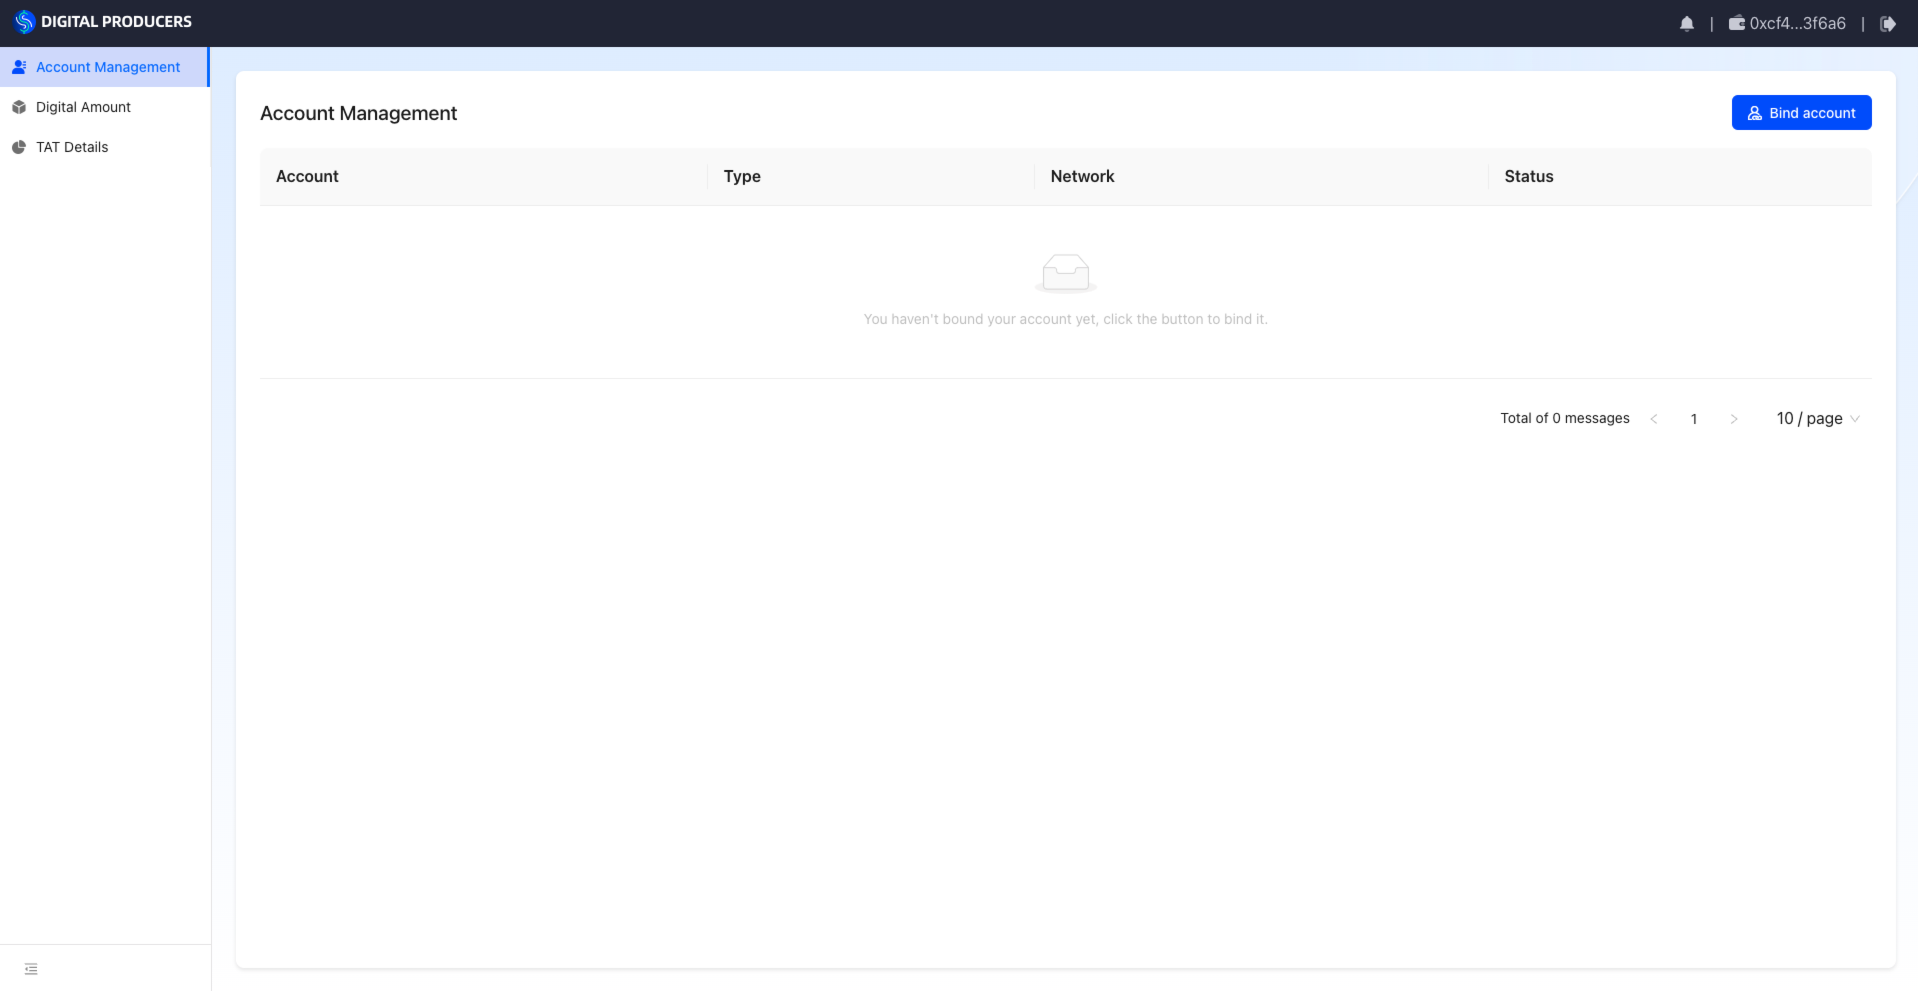 DIGITAL PRODUCERS
| 0xcf4...3f6a6 |
Account Management
Digital Amount
TAT Details
Account Management
Bind account
Account Type Network Status
You haven't bound your account yet, click the button to bind it.
Total of 0 messages < 1 > 10 / page